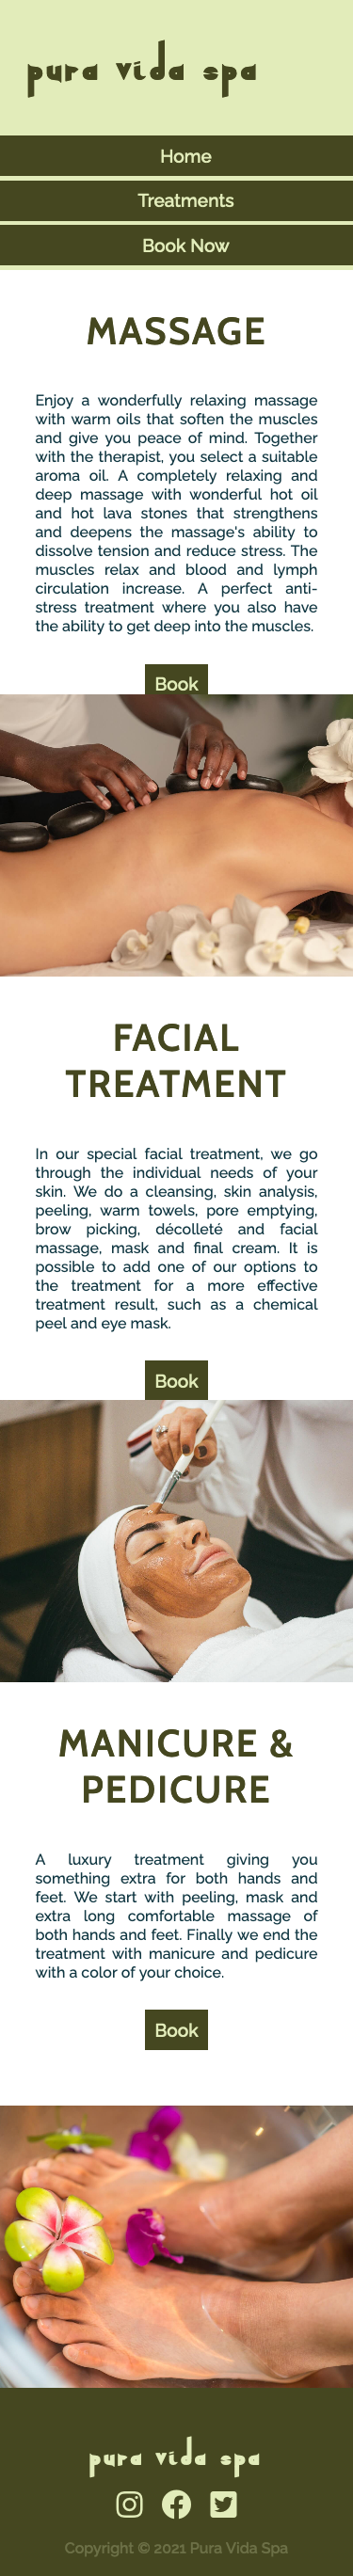 pura vida spa
Home
Treatments
Book Now
MASSAGE
Enjoy a wonderfully relaxing massage
with warm oils that soften the muscles
and give you peace of mind. Together
with the therapist, you select a suitable
aroma oil. A completely relaxing and
deep massage with wonderful hot oil
and hot lava stones that strengthens
and deepens the massage's ability to
dissolve tension and reduce stress. The
muscles relax and blood and lymph
circulation increase. A perfect anti-
stress treatment where you also have
the ability to get deep into the muscles.
Book
FACIAL
TREATMENT
In our special facial treatment, we go
through the individual needs of your
skin. We do a cleansing, skin analysis,
peeling, warm towels, pore emptying,
brow picking, décolleté and facial
massage, mask and final cream. It is
possible to add one of our options to
the treatment for a more effective
treatment result, such as a chemical
peel and eye mask.
Book
MANICURE &
PEDICURE
A luxury treatment giving you
something extra for both hands and
feet. We start with peeling, mask and
extra long comfortable massage of
both hands and feet. Finally we end the
treatment with manicure and pedicure
with a color of your choice.
Book
pura vida spa
Copyright © 2021 Pura Vida Spa